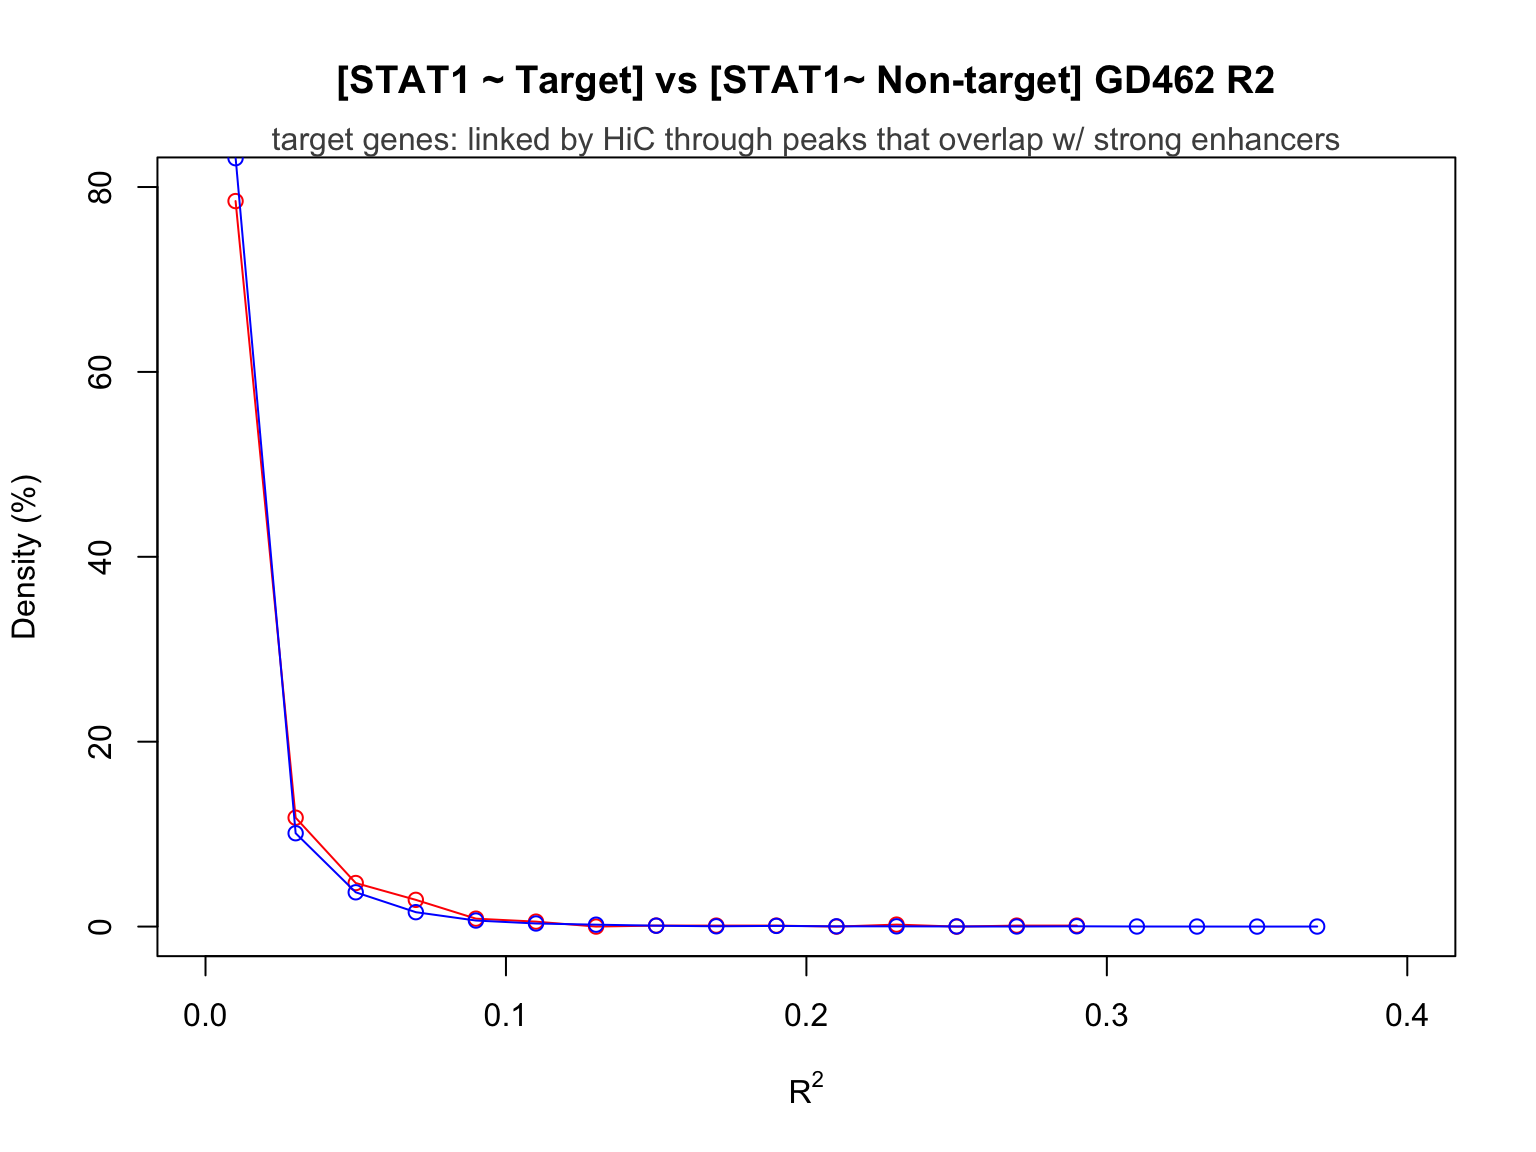 [STAT1 ~ Target] vs [STAT1~ Non-target] GD462 R2
target genes: linked by HiC through peaks that overlap w/ strong enhancers
Density (%)
80
60
40
20
0
0.0 0.1 0.2 0.3 0.4
R²